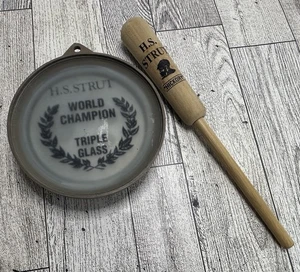 H.S. STRUT
WORLD
CHAMPION
TRIPLE
GLASS
H.S.
STRUT